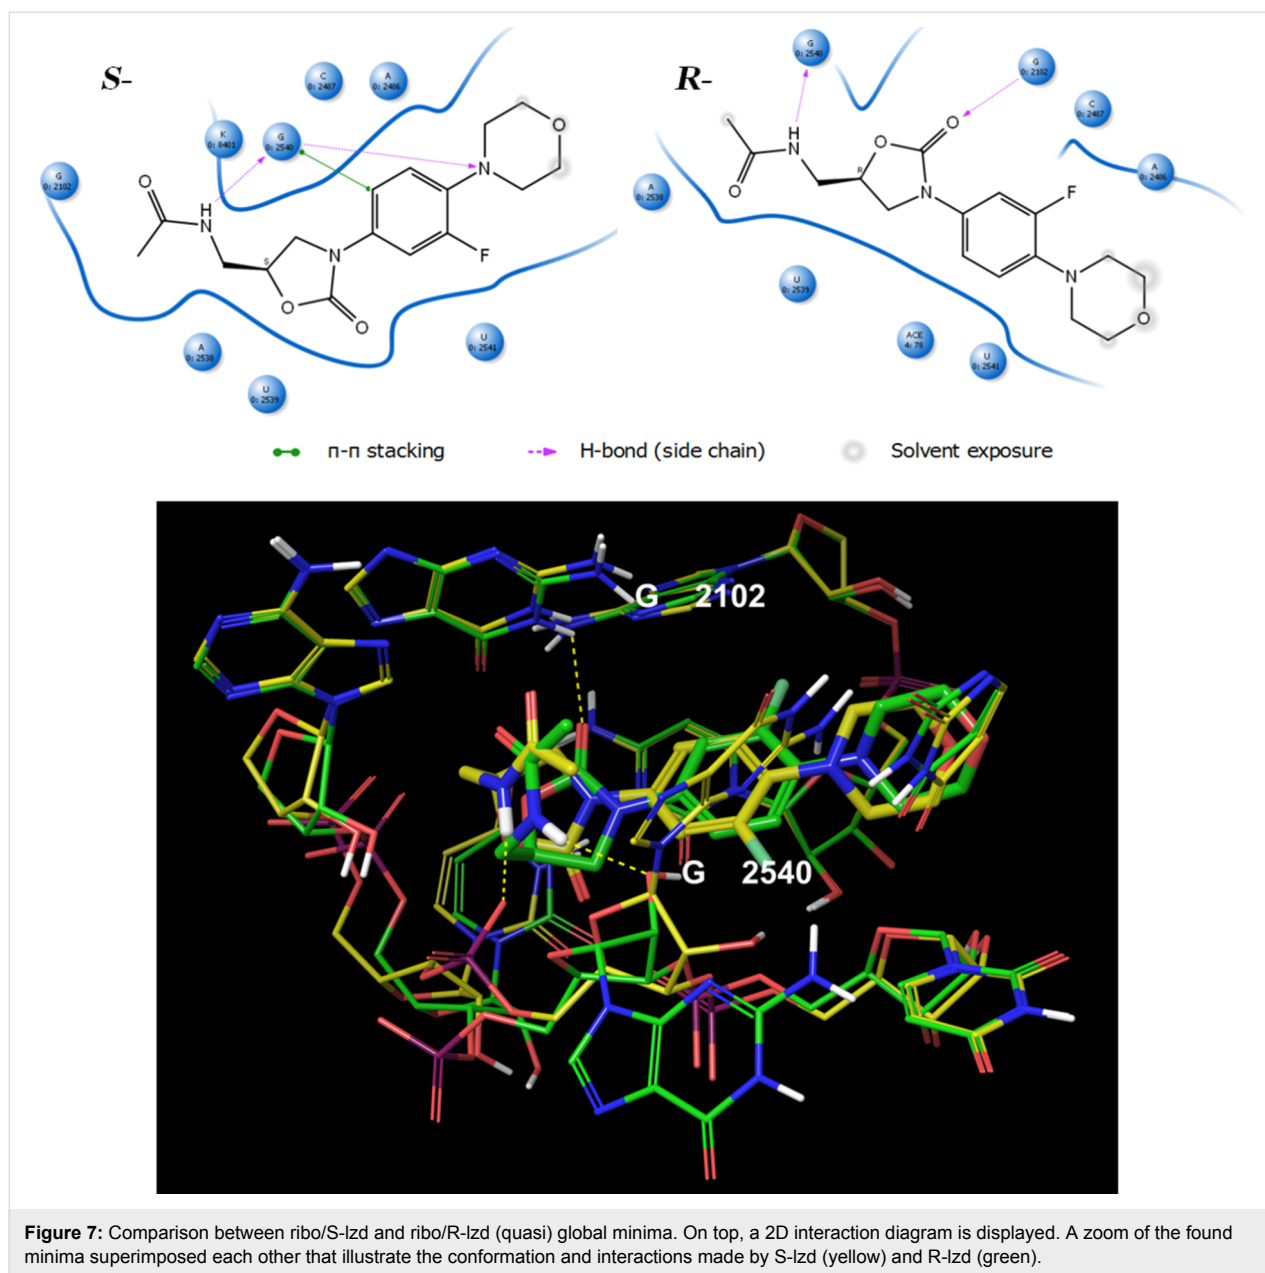 S-
C
0: 2487
A
0: 2486
K
0: 8401
G
0: 2540
G
0: 2102
O
H
N
O
N
F
N
O
S
O
O
A
0: 2538
U
0: 2539
U
0: 2541
R-
G
0: 2540
G
0: 2102
C
0: 2487
A
0: 2486
A
0: 2538
H
N
O
O
O
R
N
F
N
O
U
0: 2539
ACE
4: 78
U
0: 2541
π-π stacking
H-bond (side chain)
Solvent exposure
G 2102
G 2540
Figure 7: Comparison between ribo/S-lzd and ribo/R-lzd (quasi) global minima. On top, a 2D interaction diagram is displayed. A zoom of the found
minima superimposed each other that illustrate the conformation and interactions made by S-lzd (yellow) and R-lzd (green).